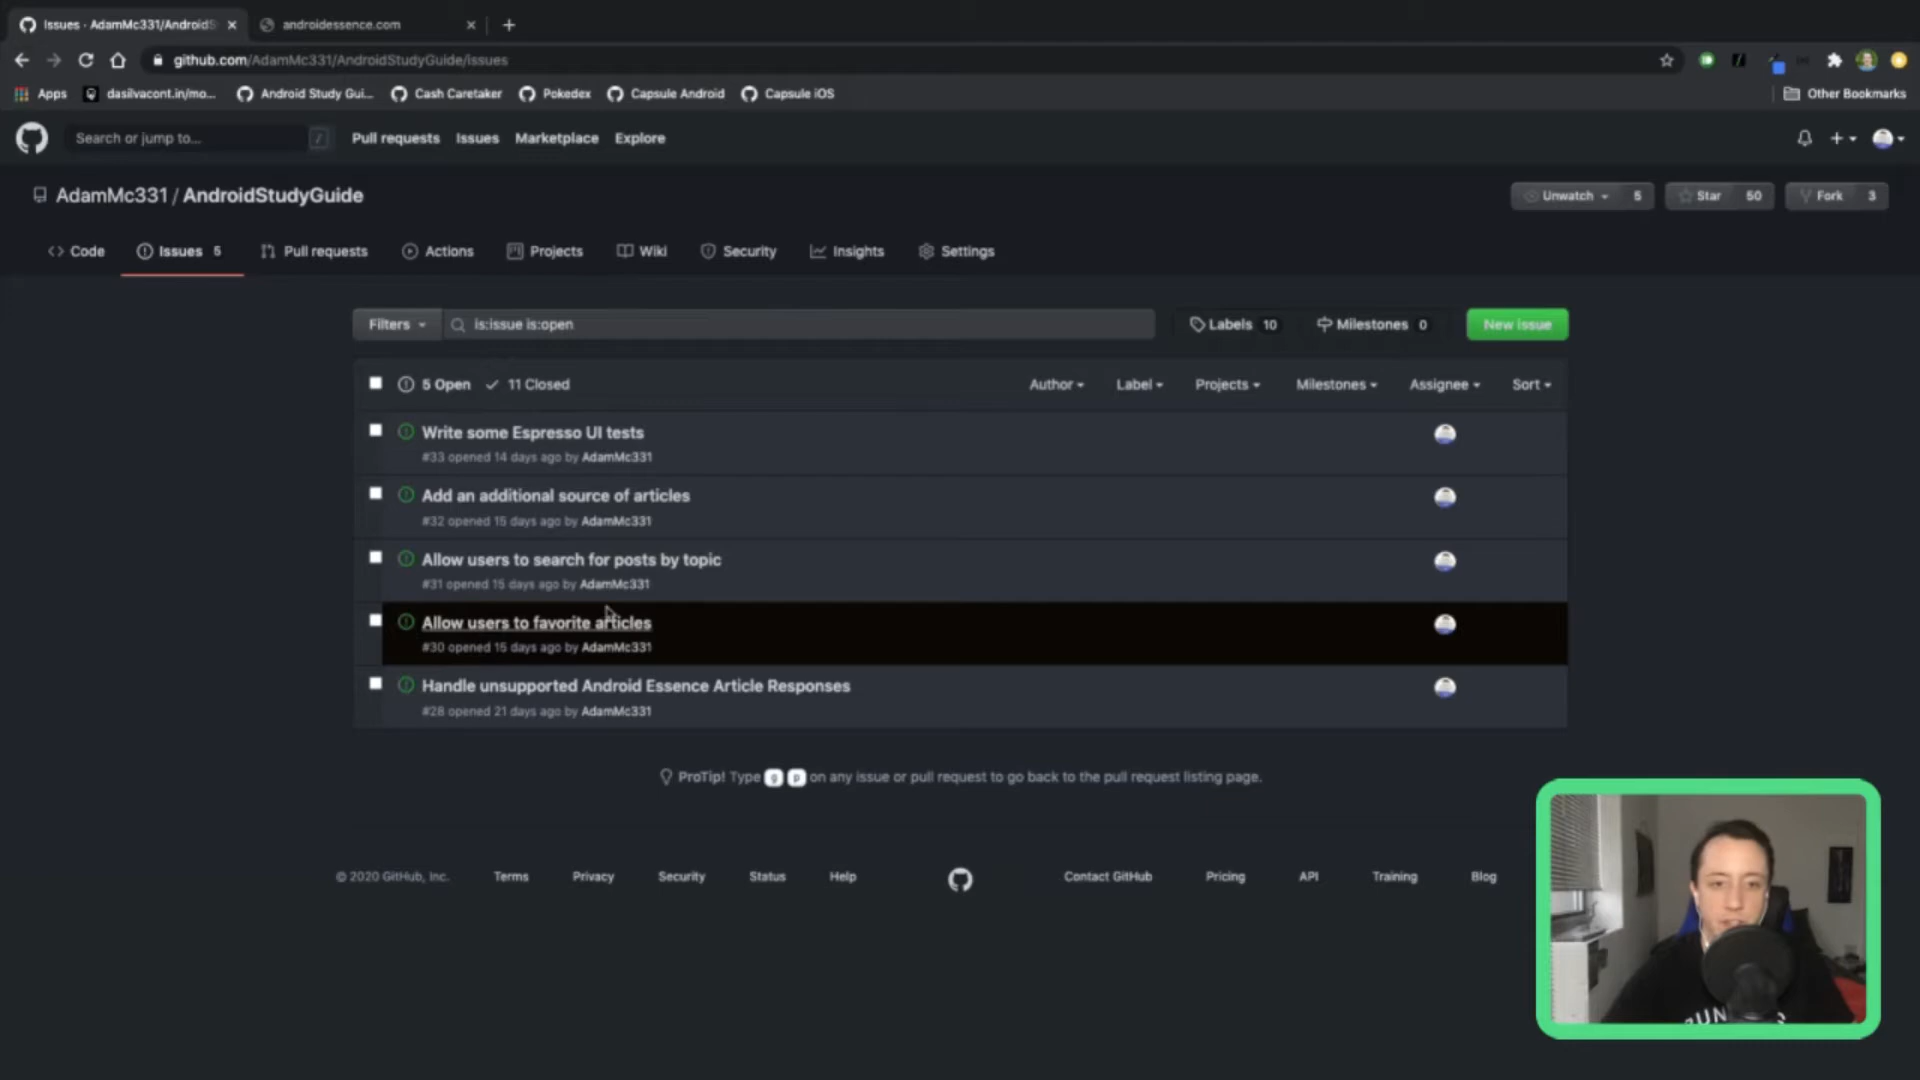 Issues · AdamMc331/AndroidS
androidessence.com
github.com/AdamMc331/AndroidStudyGuide/issues
Apps
dasilvacont.in/mo...
Android Study Gui...
Cash Caretaker
Pokedex
Capsule Android
Capsule iOS
Other Bookmarks
Search or jump to...
/
Pull requests
Issues
Marketplace
Explore
AdamMc331 / AndroidStudyGuide
Unwatch 5
Star 50
Fork 3
Code
Issues 5
Pull requests
Actions
Projects
Wiki
Security
Insights
Settings
Filters
is:issue is:open
Labels 10
Milestones 0
New issue
5 Open
11 Closed
Author
Label
Projects
Milestones
Assignee
Sort
Write some Espresso UI tests
#33 opened 14 days ago by AdamMc331
Add an additional source of articles
#32 opened 15 days ago by AdamMc331
Allow users to search for posts by topic
#31 opened 15 days ago by AdamMc331
Allow users to favorite articles
#30 opened 15 days ago by AdamMc331
Handle unsupported Android Essence Article Responses
#28 opened 21 days ago by AdamMc331
ProTip! Type g p on any issue or pull request to go back to the pull request listing page.
© 2020 GitHub, Inc.
Terms
Privacy
Security
Status
Help
Contact GitHub
Pricing
API
Training
Blog